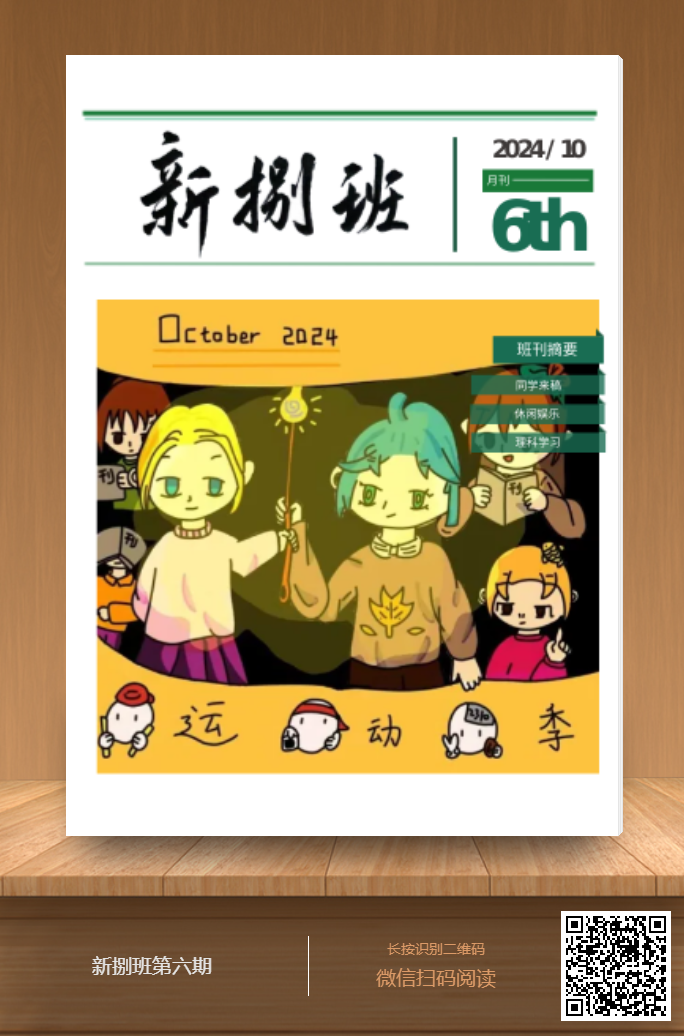 新捌班
2024 / 10
月刊
6th
October 2024
班刊摘要
同学来稿
休闲娱乐
理科学习
刊
刊
2310
运 动 季
新捌班第六期
长按识别二维码
微信扫码阅读